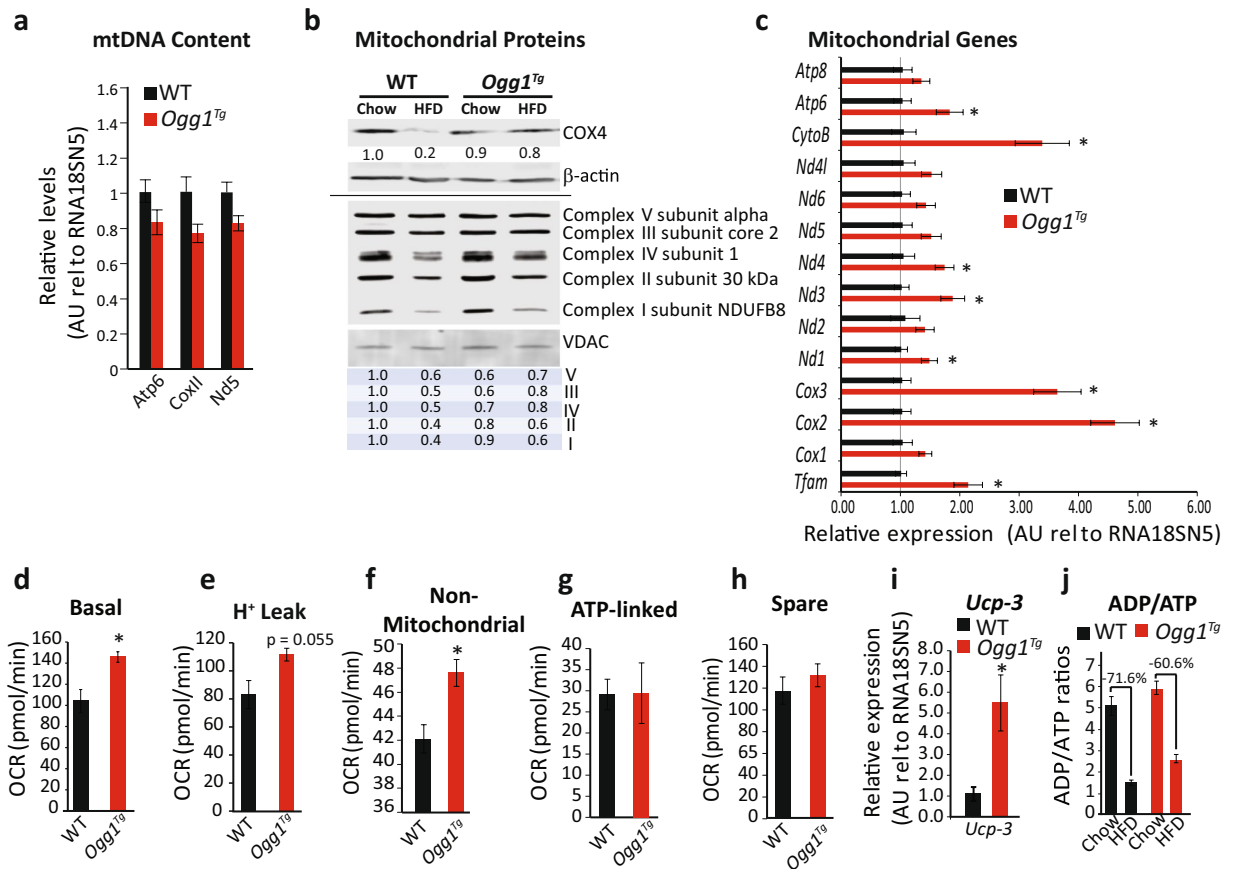 a
mtDNA Content
WT
Ogg1Tg
Relative levels
(AU rel to RNA18SN5)
1.6
1.4
1.2
1
0.8
0.6
0.4
0.2
0
Atp6
CoxII
Nd5
b
Mitochondrial Proteins
WT
Ogg1Tg
Chow HFD Chow HFD
COX4
1.0 0.2 0.9 0.8
β-actin
Complex V subunit alpha
Complex III subunit core 2
Complex IV subunit 1
Complex II subunit 30 kDa
Complex I subunit NDUFB8
VDAC
1.0 0.6 0.6 0.7 V
1.0 0.5 0.6 0.8 III
1.0 0.5 0.7 0.8 IV
1.0 0.4 0.8 0.6 II
1.0 0.4 0.9 0.6 I
c
Mitochondrial Genes
Atp8
Atp6 *
CytoB *
Nd4l
Nd6
Nd5
Nd4 *
Nd3 *
Nd2
Nd1 *
Cox3 *
Cox2 *
Cox1
Tfam *
WT
Ogg1Tg
0.00 1.00 2.00 3.00 4.00 5.00 6.00
Relative expression (AU rel to RNA18SN5)
d
Basal
OCR (pmol/min)
160
140
120
100
80
60
40
20
0
*
WT
Ogg1Tg
e
H+ Leak
p = 0.055
OCR (pmol/min)
120
100
80
60
40
20
0
WT
Ogg1Tg
f
Non-
Mitochondrial
OCR (pmol/min)
52
50
48
46
44
42
40
38
36
*
WT
Ogg1Tg
g
ATP-linked
OCR (pmol/min)
40
35
30
25
20
15
10
5
0
WT
Ogg1Tg
h
Spare
OCR (pmol/min)
160
140
120
100
80
60
40
20
0
WT
Ogg1Tg
i
Ucp-3
WT
Ogg1Tg
Relative expression
(AU rel to RNA18SN5)
8.0
7.0
6.0
5.0
4.0
3.0
2.0
1.0
0.0
*
Ucp-3
j
ADP/ATP
WT Ogg1Tg
ADP/ATP ratios
7
6
5
4
3
2
1
0
-71.6%
-60.6%
Chow
HFD
Chow
HFD